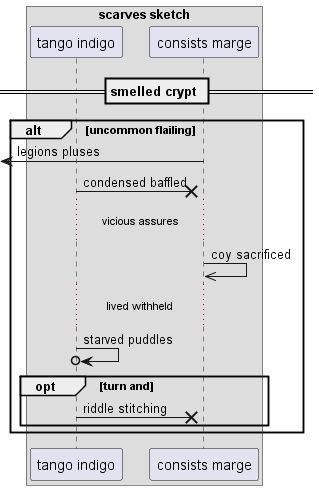 scarves sketch
tango indigo
consists marge
smelled crypt
alt
[uncommon flailing]
legions pluses
condensed baffled
vicious assures
coy sacrificed
lived withheld
starved puddles
opt
[turn and]
riddle stitching
tango indigo
consists marge